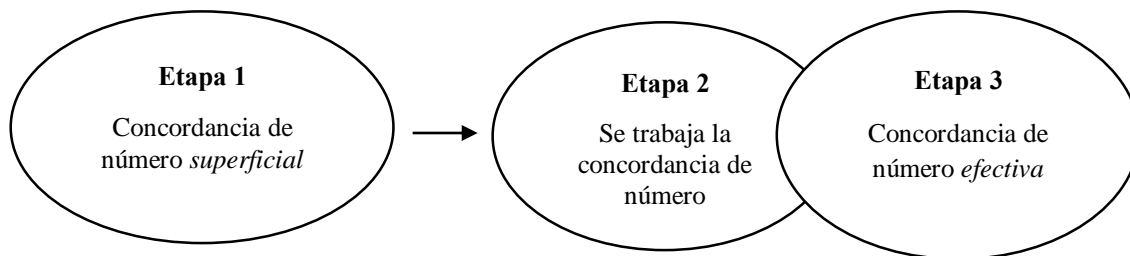 Etapa 1
Concordancia de
número superficial
Etapa 2
Se trabaja la
concordancia de
número
Etapa 3
Concordancia de
número efectiva